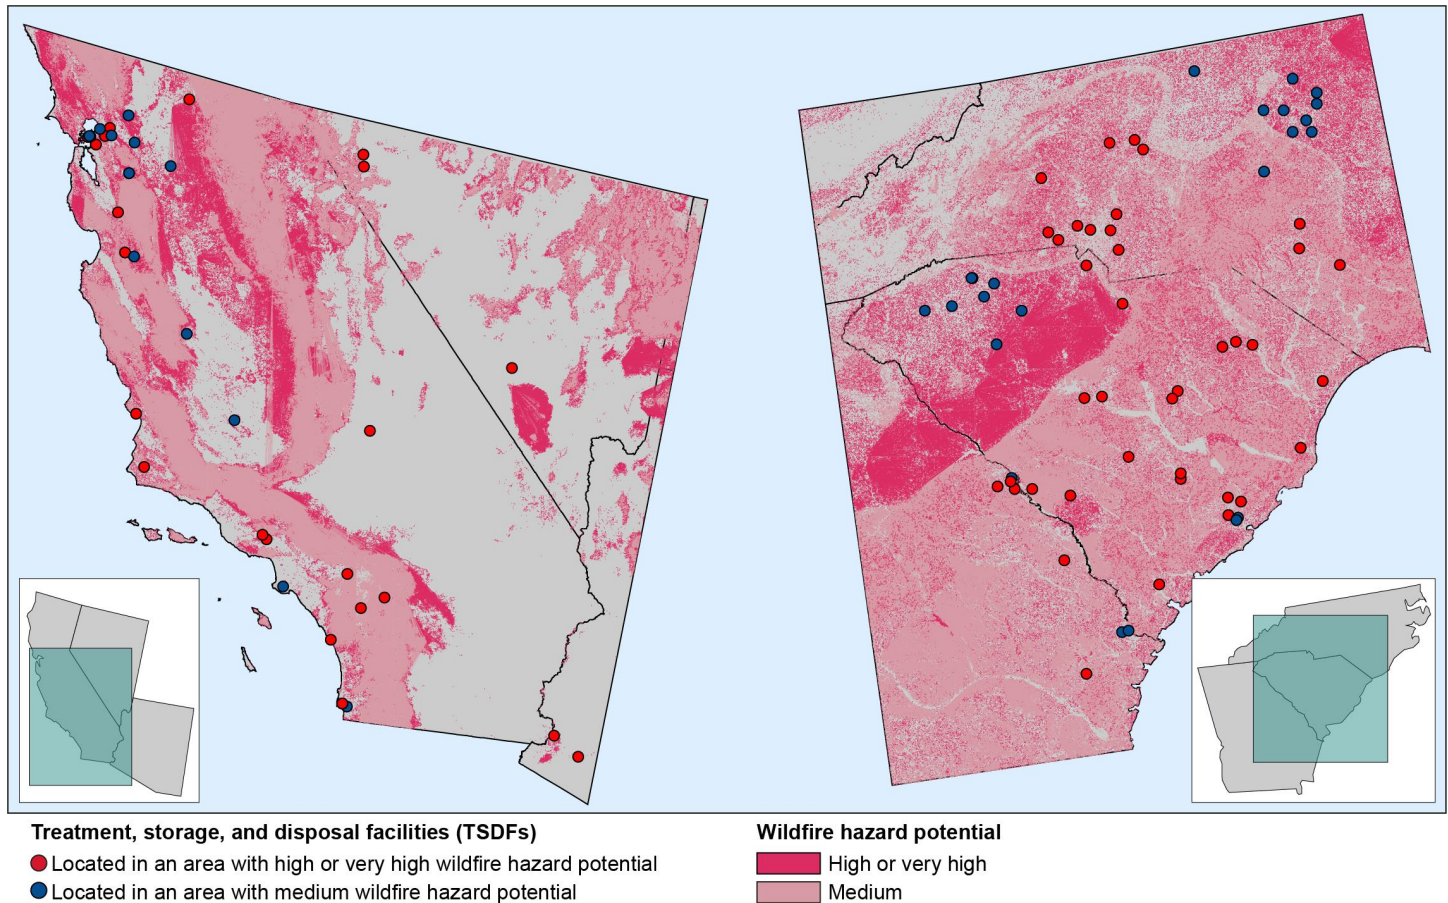 Treatment, storage, and disposal facilities (TSDFs)
Located in an area with high or very high wildfire hazard potential
Located in an area with medium wildfire hazard potential
Wildfire hazard potential
High or very high
Medium